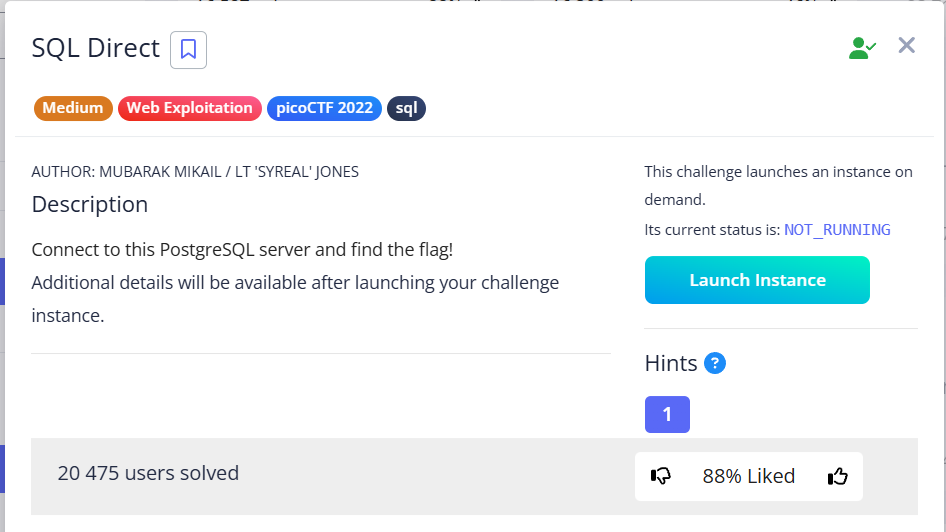 SQL Direct
Medium
Web Exploitation
picoCTF 2022
sql
AUTHOR: MUBARAK MIKAIL / LT 'SYREAL' JONES
Description
Connect to this PostgreSQL server and find the flag!
Additional details will be available after launching your challenge
instance.
This challenge launches an instance on
demand.
Its current status is: NOT_RUNNING
Launch Instance
Hints ?
1
20 475 users solved
88% Liked